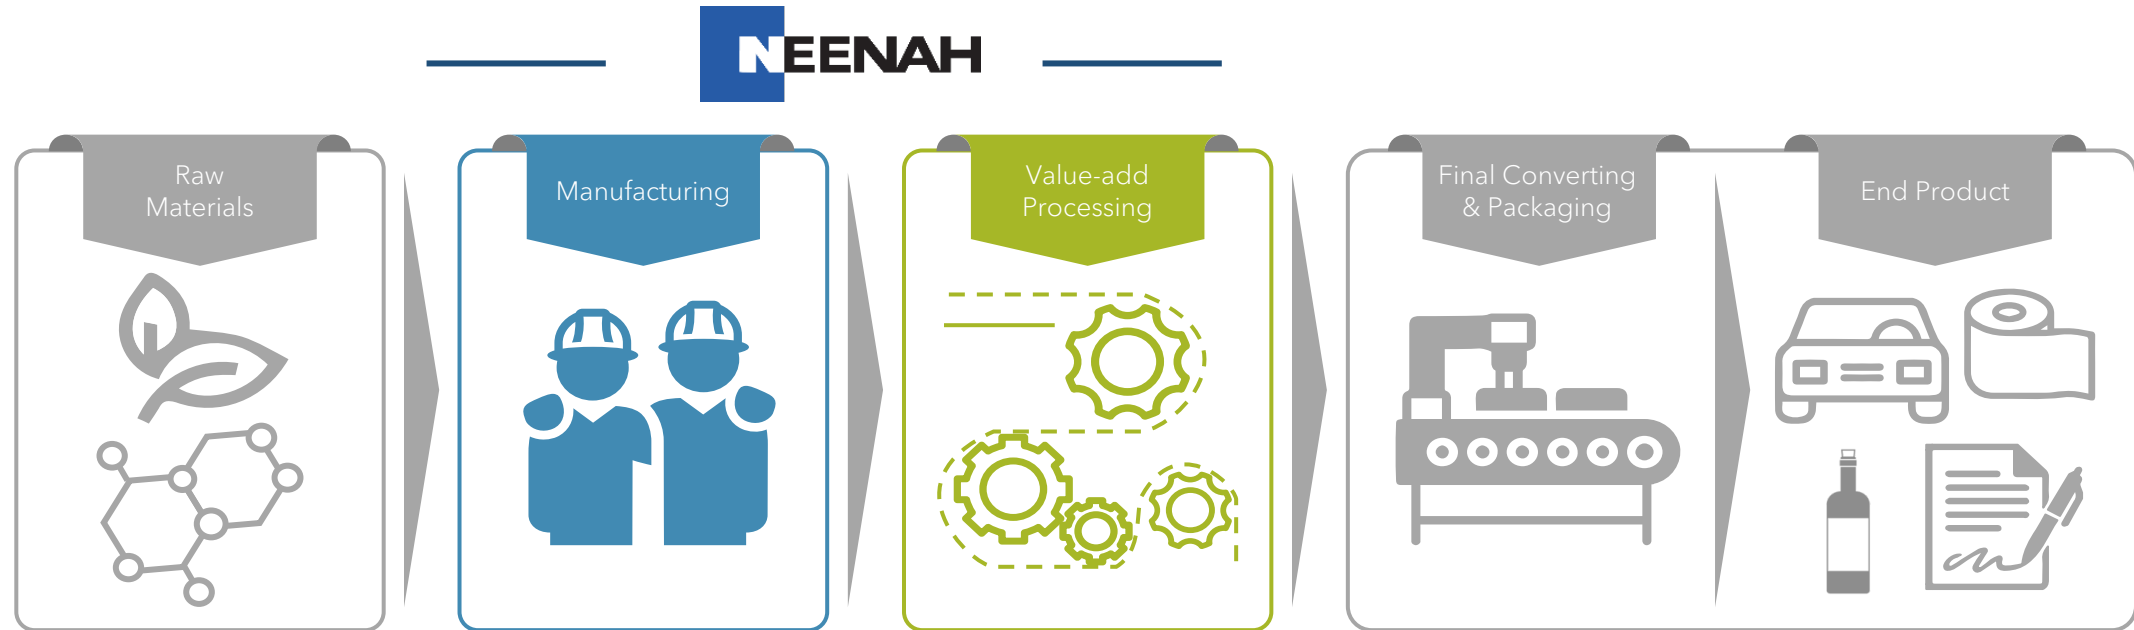 NEENAH
Raw
Materials
Manufacturing
Value-add
Processing
Final Converting
& Packaging
End Product